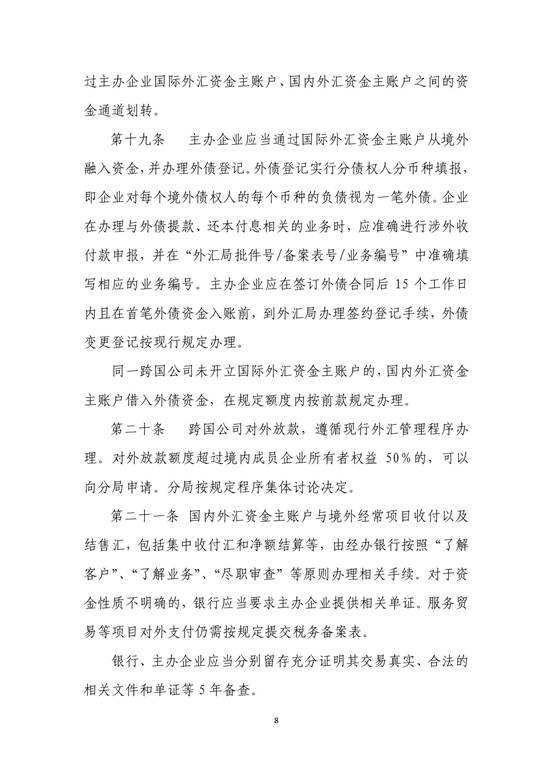 过主办企业国际外汇资金主账户、国内外汇资金主账户之间的资
金通道划转。
第十九条 主办企业应当通过国际外汇资金主账户从境外
融入资金,并办理外债登记。外债登记实行分债权人分币种填报,
即企业对每个境外债权人的每个币种的负债视为一笔外债。企业
在办理与外债提款、还本付息相关的业务时，应准确进行涉外收
付款申报，并在“外汇局批件号/备案表号/业务编号”中准确填
写相应的业务编号。主办企业应在签订外债合同后 15 个工作日
内且在首笔外债资金入账前，到外汇局办理签约登记手续，外债
变更登记按现行规定办理。
同一跨国公司未开立国际外汇资金主账户的,国内外汇资金
主账户借入外债资金，在规定额度内按前款规定办理。
第二十条 跨国公司对外放款，遵循现行外汇管理程序办
理。对外放款额度超过境内成员企业所有者权益 50%的，可以
向分局申请。分局按规定程序集体讨论决定。
第二十一条 国内外汇资金主账户与境外经常项目收付以及
结售汇，包括集中收付汇和净额结算等，由经办银行按照“了解
客户”、“了解业务”、“尽职审查”等原则办理相关手续。对于资
金性质不明确的，银行应当要求主办企业提供相关单证。服务贸
易等项目对外支付仍需按规定提交税务备案表。
银行、主办企业应当分别留存充分证明其交易真实、合法的
相关文件和单证等 5 年备查。
8